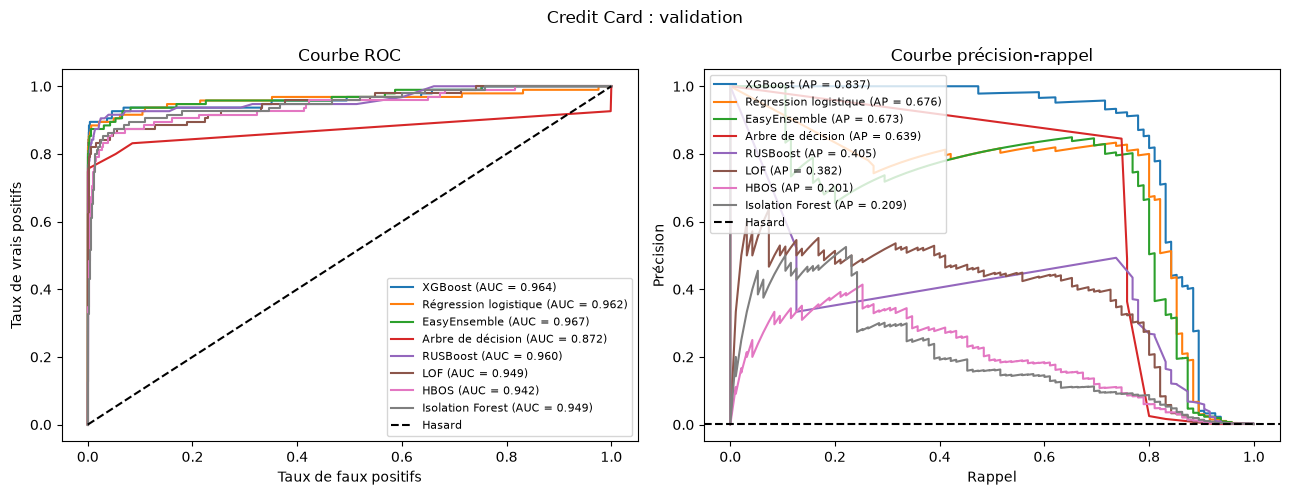 Credit Card : validation
Courbe ROC
Taux de vrais positifs
1.0
0.8
0.6
0.4
0.2
0.0
XGBoost (AUC = 0.964)
Régression logistique (AUC = 0.962)
EasyEnsemble (AUC = 0.967)
Arbre de décision (AUC = 0.872)
RUSBoost (AUC = 0.960)
LOF (AUC = 0.949)
HBOS (AUC = 0.942)
Isolation Forest (AUC = 0.949)
Hasard
0.0 0.2 0.4 0.6 0.8 1.0
Taux de faux positifs
Courbe précision-rappel
Précision
1.0
0.8
0.6
0.4
0.2
0.0
XGBoost (AP = 0.837)
Régression logistique (AP = 0.676)
EasyEnsemble (AP = 0.673)
Arbre de décision (AP = 0.639)
RUSBoost (AP = 0.405)
LOF (AP = 0.382)
HBOS (AP = 0.201)
Isolation Forest (AP = 0.209)
Hasard
0.0 0.2 0.4 0.6 0.8 1.0
Rappel